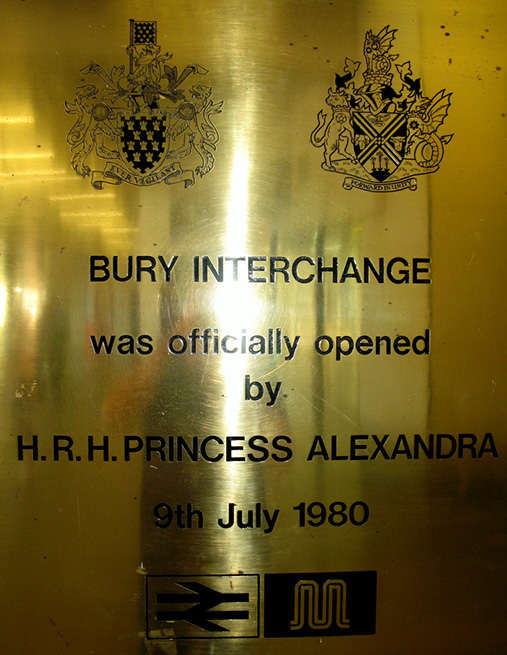 EVER VIGILANT
FORWARD IN UNITY
BURY INTERCHANGE
was officially opened
by
H.R.H. PRINCESS ALEXANDRA
9th July 1980